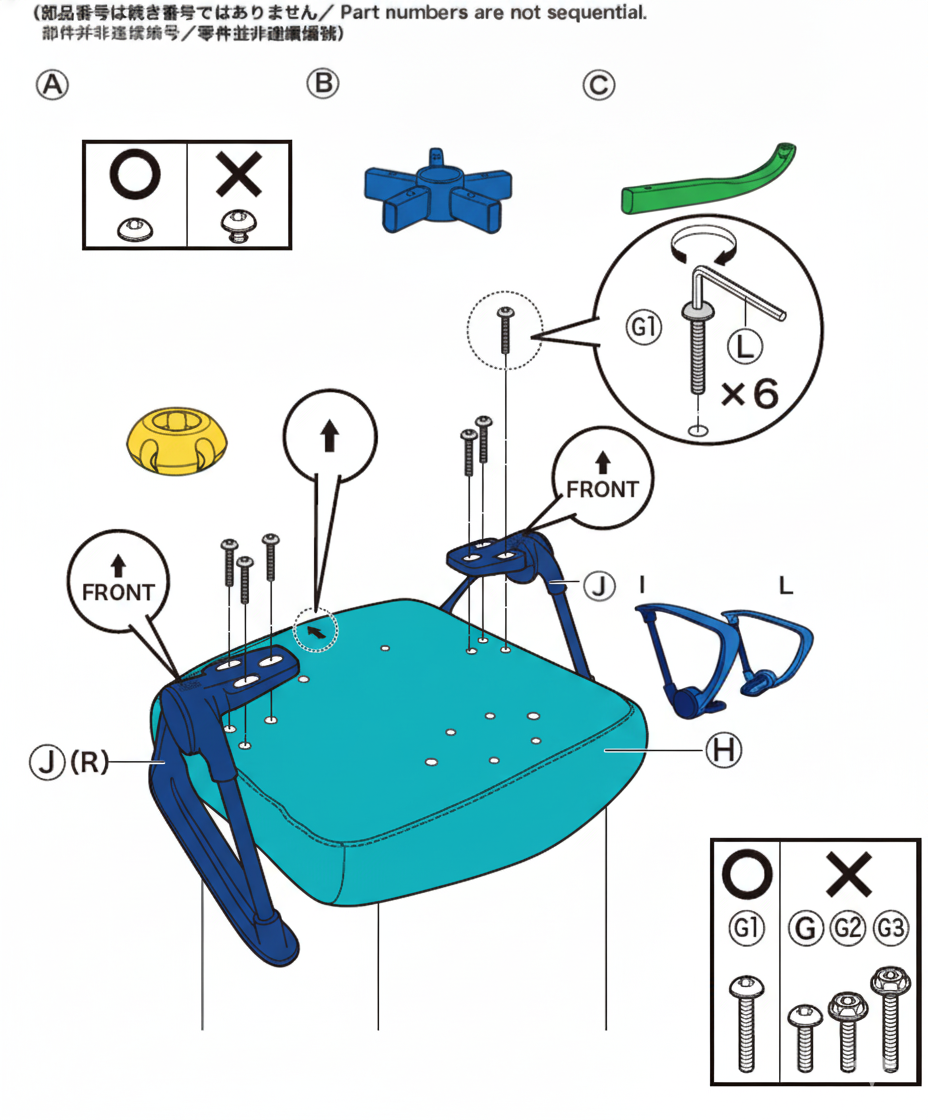 (部品番号は続き番号ではありません/ Part numbers are not sequential.
部件并非连续编号/零件並非連續編號)
Ⓐ Ⓑ Ⓒ
G1
L
×6
FRONT
FRONT
J
I L
J (R)
H
G1 G G2 G3